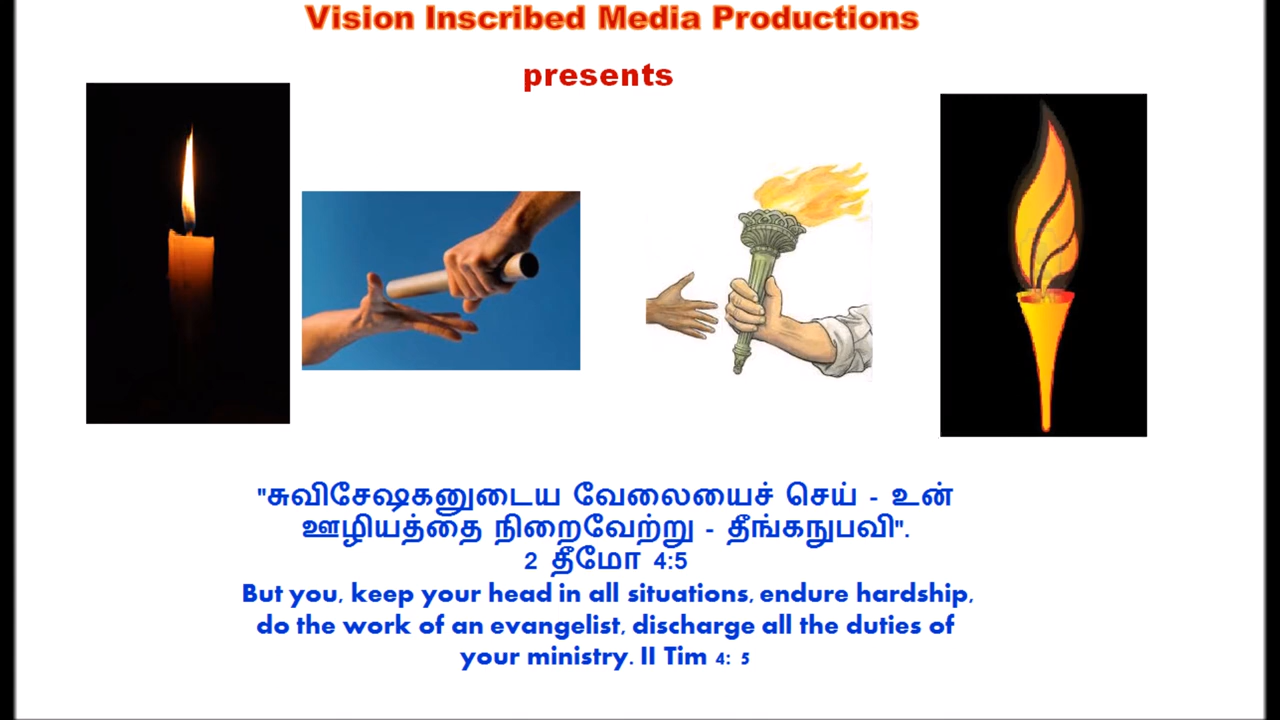 Vision Inscribed Media Productions
presents
"சுவிசேஷகனுடைய வேலையைச் செய் - உன்
ஊழியத்தை நிறைவேற்று - தீங்கநுபவி".
2 தீமோ 4:5
But you, keep your head in all situations, endure hardship,
do the work of an evangelist, discharge all the duties of
your ministry. II Tim 4: 5